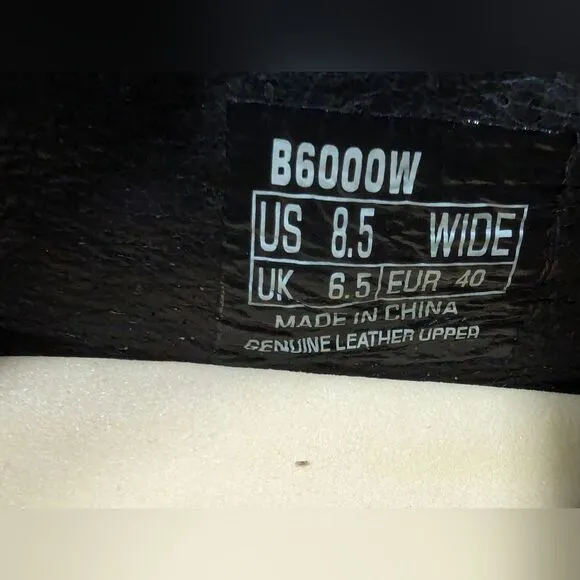 B6000W
US 8.5 WIDE
UK 6.5 EUR 40
MADE IN CHINA
GENUINE LEATHER UPPER